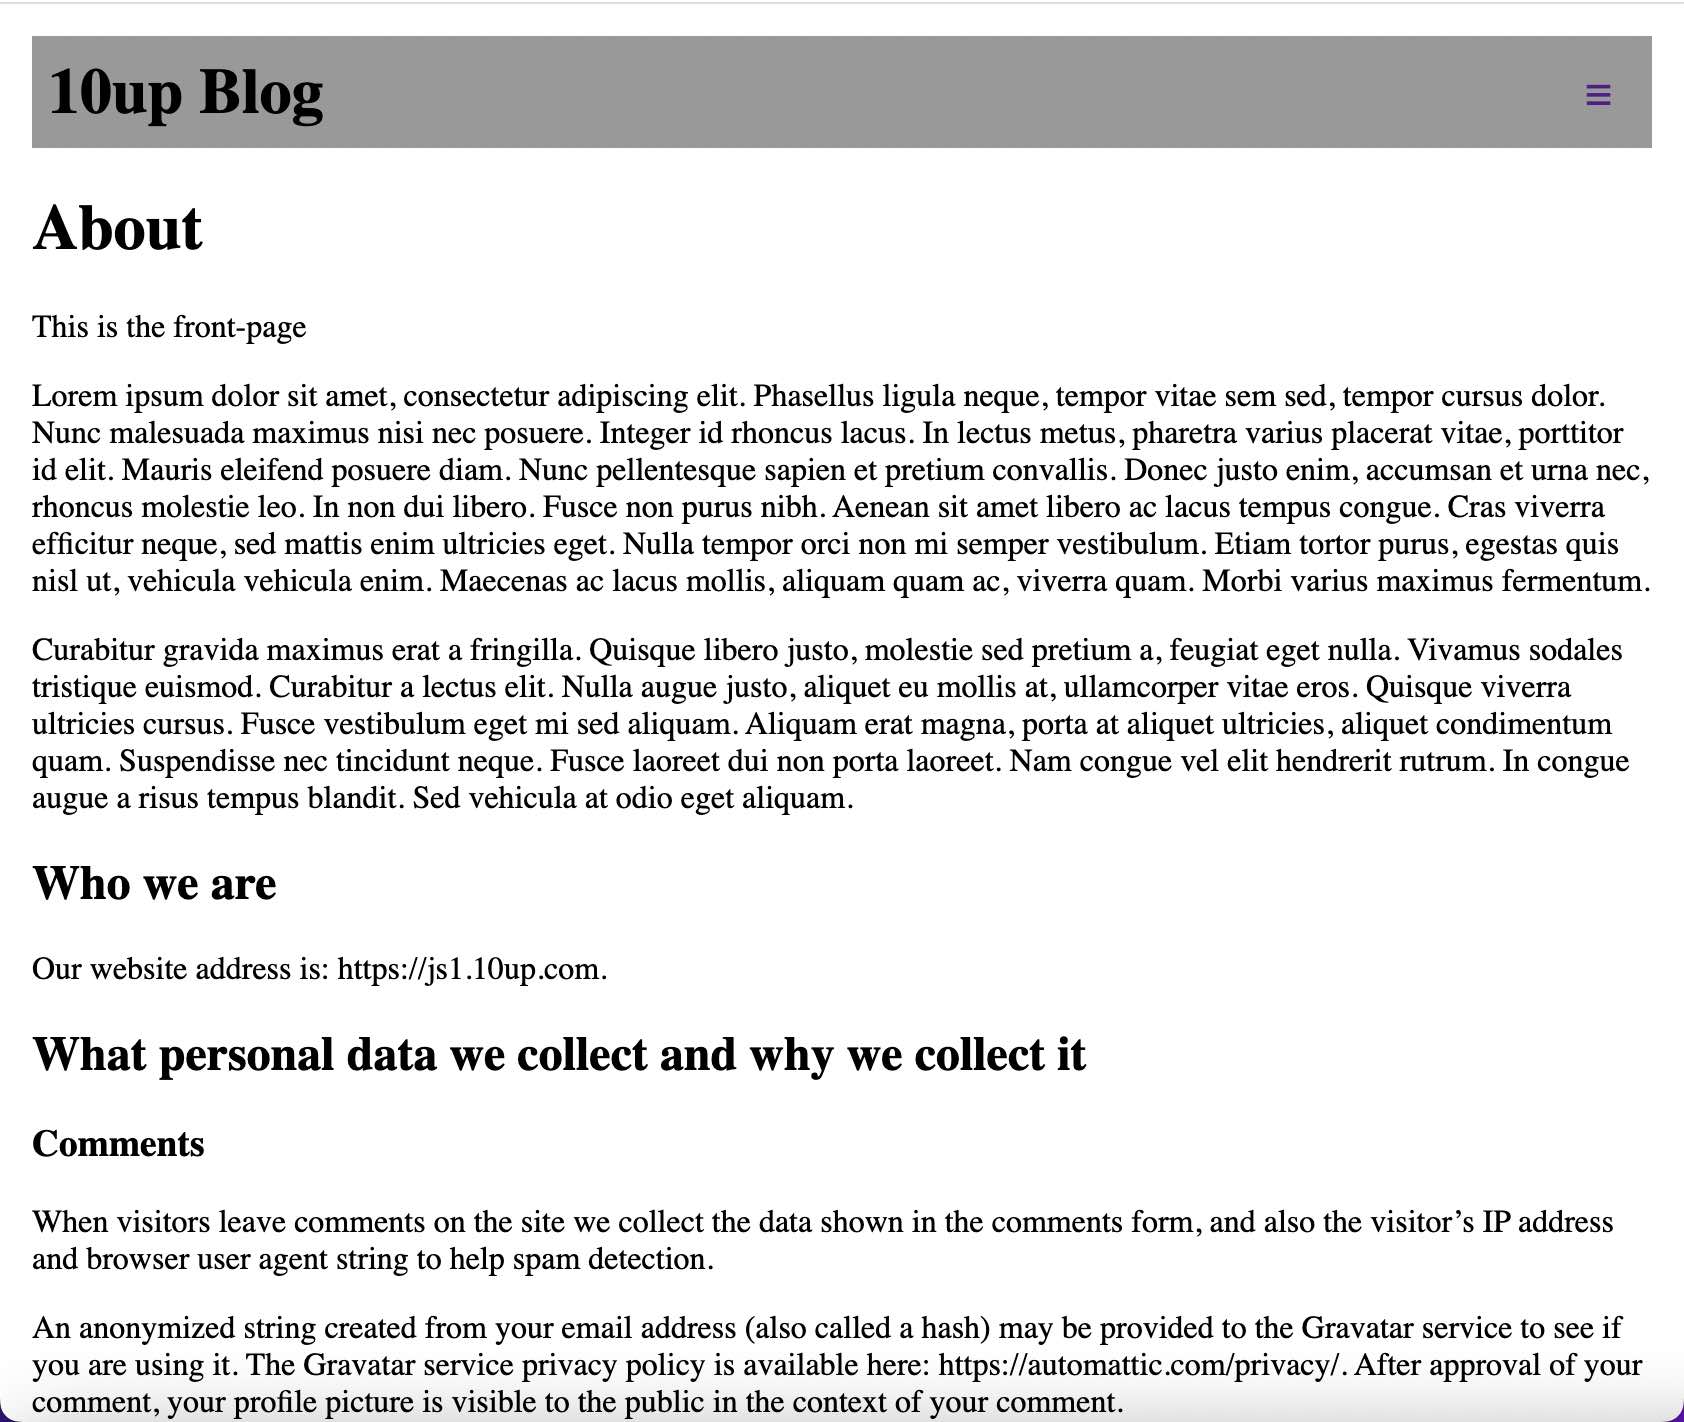 10up Blog
About
This is the front-page
Lorem ipsum dolor sit amet, consectetur adipiscing elit. Phasellus ligula neque, tempor vitae sem sed, tempor cursus dolor.
Nunc malesuada maximus nisi nec posuere. Integer id rhoncus lacus. In lectus metus, pharetra varius placerat vitae, porttitor
id elit. Mauris eleifend posuere diam. Nunc pellentesque sapien et pretium convallis. Donec justo enim, accumsan et urna nec,
rhoncus molestie leo. In non dui libero. Fusce non purus nibh. Aenean sit amet libero ac lacus tempus congue. Cras viverra
efficitur neque, sed mattis enim ultricies eget. Nulla tempor orci non mi semper vestibulum. Etiam tortor purus, egestas quis
nisl ut, vehicula vehicula enim. Maecenas ac lacus mollis, aliquam quam ac, viverra quam. Morbi varius maximus fermentum.
Curabitur gravida maximus erat a fringilla. Quisque libero justo, molestie sed pretium a, feugiat eget nulla. Vivamus sodales
tristique euismod. Curabitur a lectus elit. Nulla augue justo, aliquet eu mollis at, ullamcorper vitae eros. Quisque viverra
ultricies cursus. Fusce vestibulum eget mi sed aliquam. Aliquam erat magna, porta at aliquet ultricies, aliquet condimentum
quam. Suspendisse nec tincidunt neque. Fusce laoreet dui non porta laoreet. Nam congue vel elit hendrerit rutrum. In congue
augue a risus tempus blandit. Sed vehicula at odio eget aliquam.
Who we are
Our website address is: https://js1.10up.com.
What personal data we collect and why we collect it
Comments
When visitors leave comments on the site we collect the data shown in the comments form, and also the visitor’s IP address
and browser user agent string to help spam detection.
An anonymized string created from your email address (also called a hash) may be provided to the Gravatar service to see if
you are using it. The Gravatar service privacy policy is available here: https://automattic.com/privacy/. After approval of your
comment, your profile picture is visible to the public in the context of your comment.